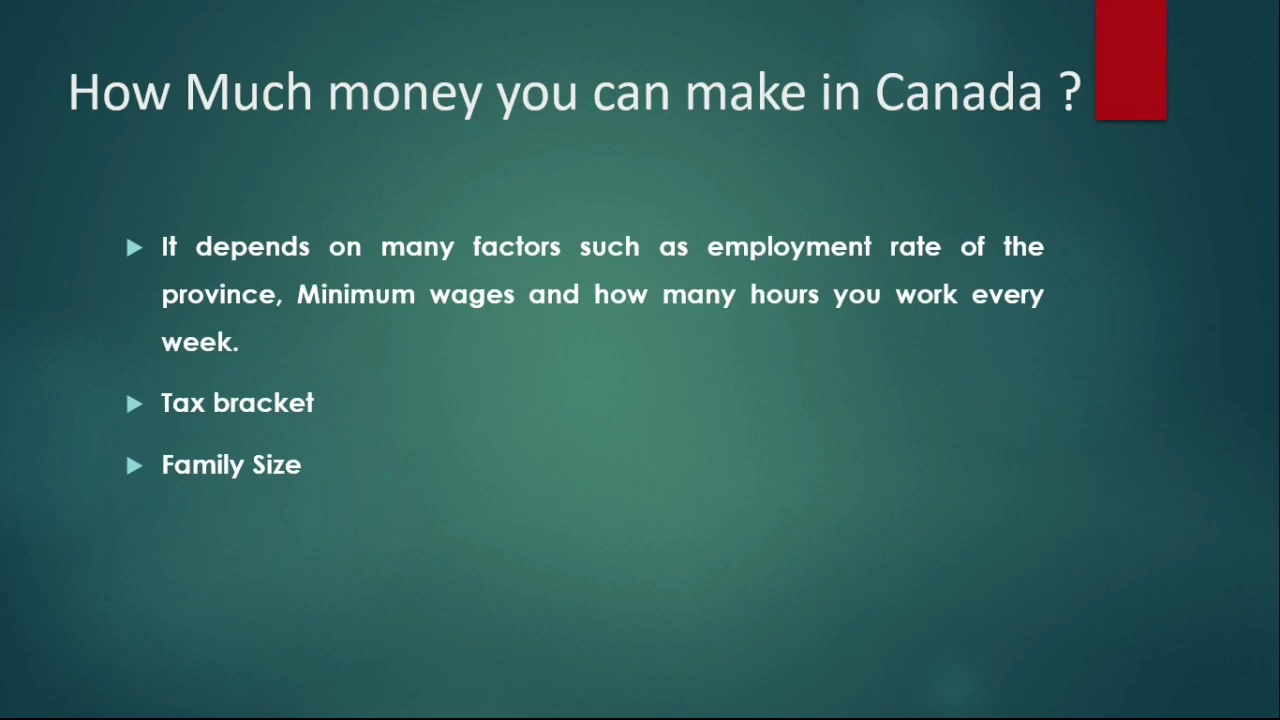 How Much money you can make in Canada ?
It depends on many factors such as employment rate of the
province, Minimum wages and how many hours you work every
week.
Tax bracket
Family Size